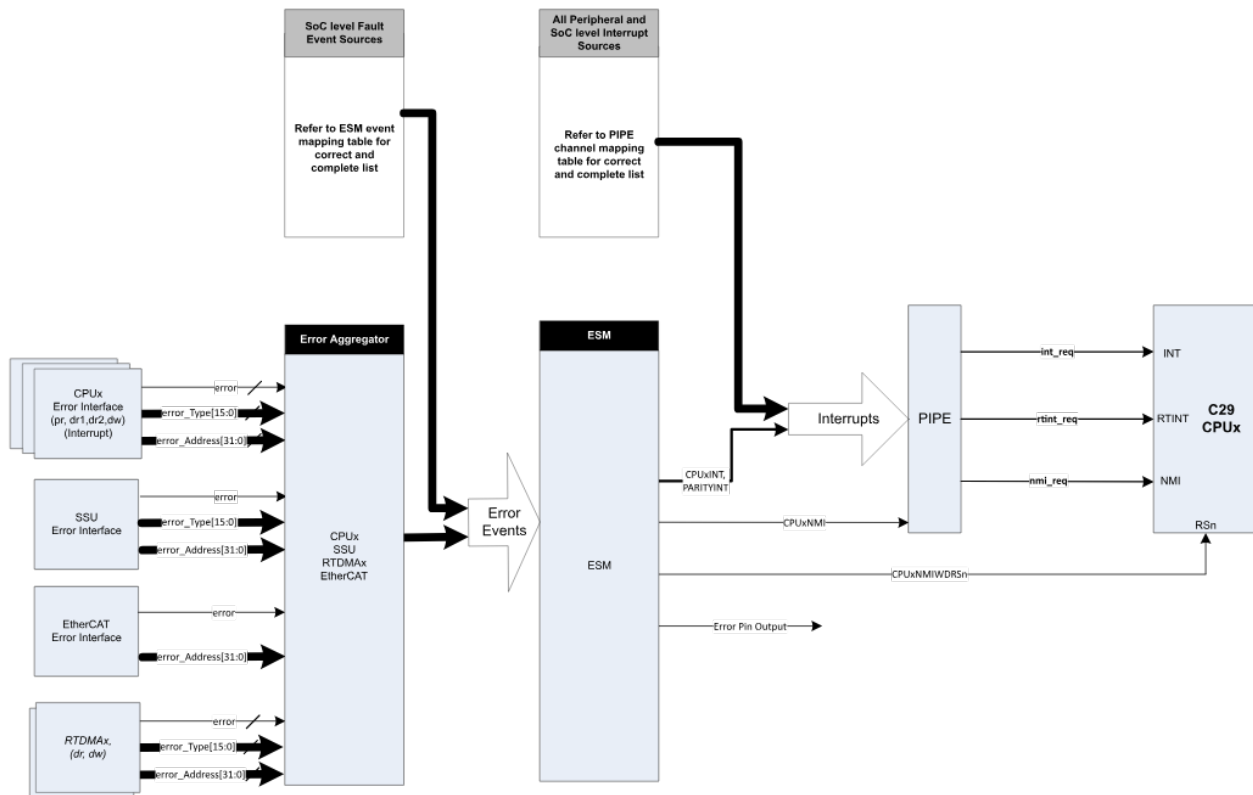 SoC level Fault
Event Sources
Refer to ESM event
mapping table for
correct and
complete list
All Peripheral and
SoC level Interrupt
Sources
Refer to PIPE
channel mapping
table for correct
and complete list
CPUx
Error Interface
(pr, dr1,dr2,dw)
(Interrupt)
error
error_Type[15:0]
error_Address[31:0]
SSU
Error Interface
error
error_Type[15:0]
error_Address[31:0]
EtherCAT
Error Interface
error
error_Address[31:0]
RTDMAx,
(dr, dw)
error
error_Type[15:0]
error_Address[31:0]
Error Aggregator
CPUx
SSU
RTDMAx
EtherCAT
Error
Events
ESM
ESM
CPUxINT,
PARITYINT
CPUxNMI
CPUxNMIWDRSn
Error Pin Output
Interrupts
PIPE
int_req
rtint_req
nmi_req
INT
RTINT
NMI
C29
CPUx
RSn